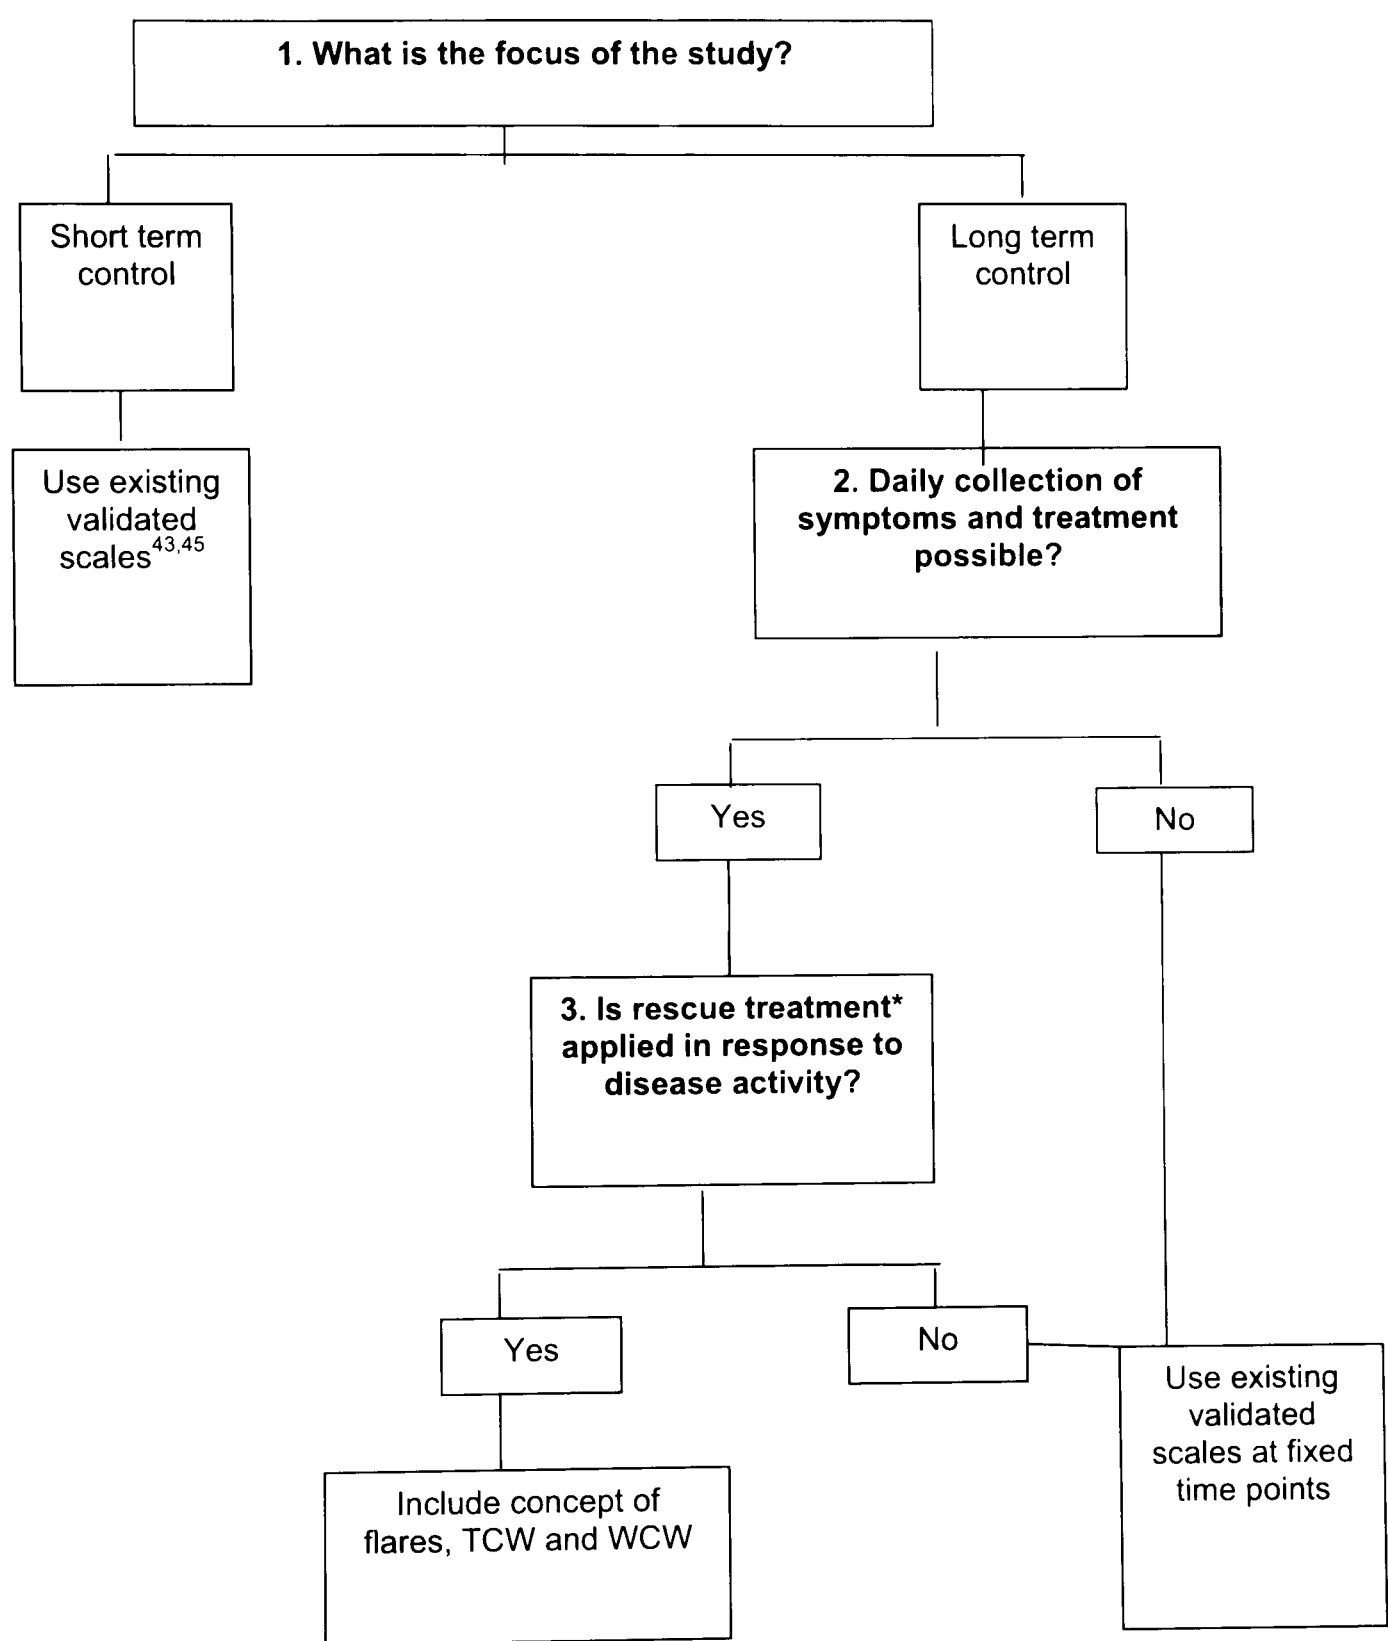 1. What is the focus of the study?
Short term
control
Long term
control
Use existing
validated
scales43,45
2. Daily collection of
symptoms and treatment
possible?
Yes
No
3. Is rescue treatment*
applied in response to
disease activity?
Yes
No
Use existing
validated
scales at fixed
time points
Include concept of
flares, TCW and WCW